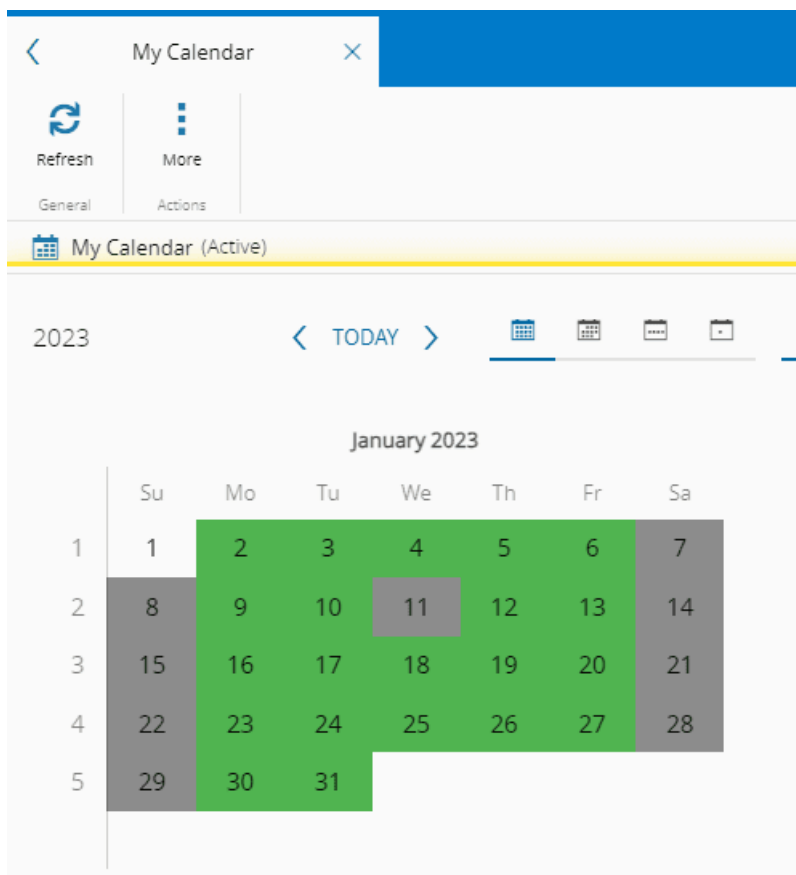 My Calendar
Refresh More
General Actions
My Calendar (Active)
2023 TODAY
January 2023
Su Mo Tu We Th Fr Sa
1 1 2 3 4 5 6 7
2 8 9 10 11 12 13 14
3 15 16 17 18 19 20 21
4 22 23 24 25 26 27 28
5 29 30 31